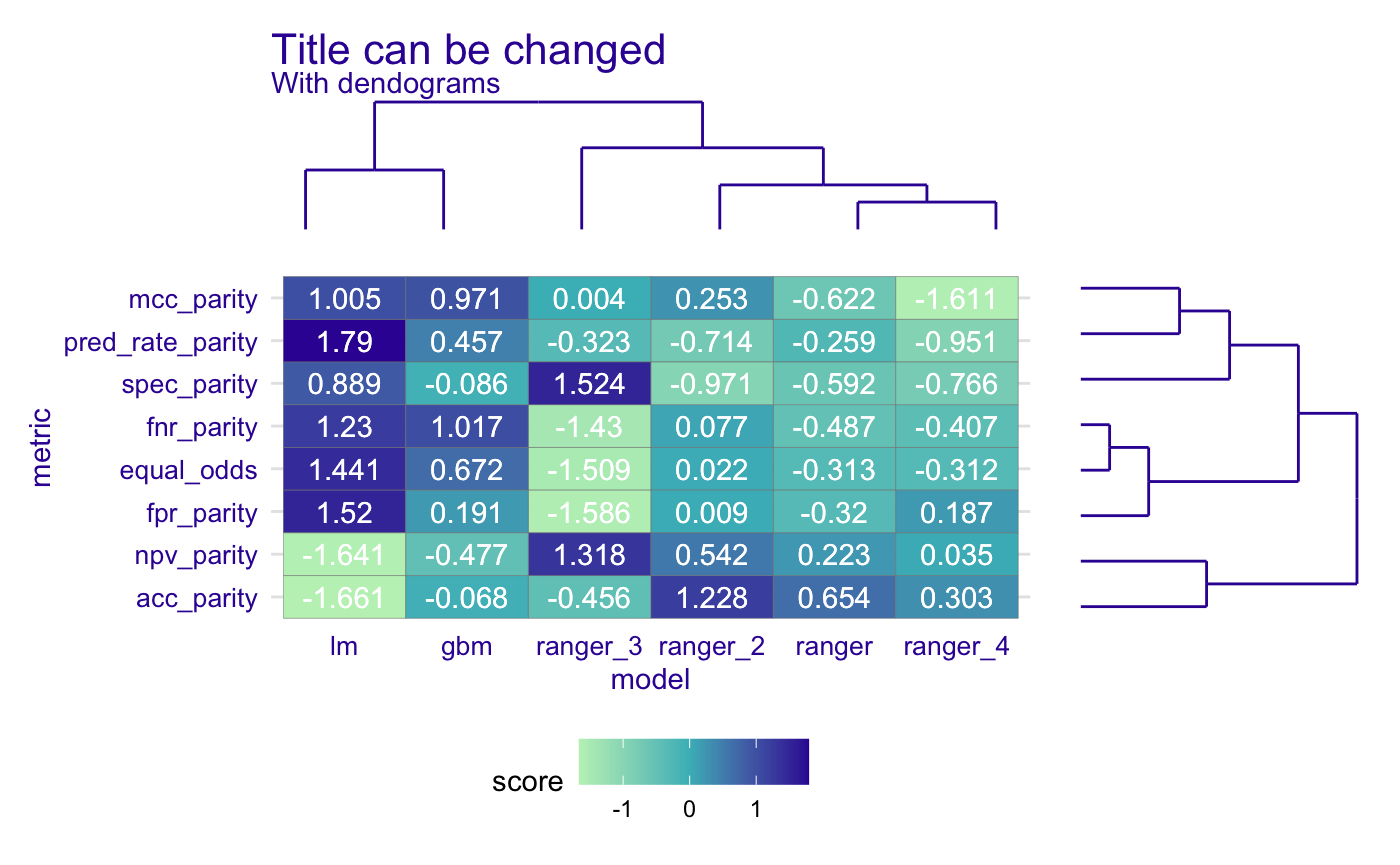 Title can be changed
With dendograms
mcc_parity 1.005 0.971 0.004 0.253 -0.622 -1.611
pred_rate_parity 1.79 0.457 -0.323 -0.714 -0.259 -0.951
spec_parity 0.889 -0.086 1.524 -0.971 -0.592 -0.766
fnr_parity 1.23 1.017 -1.43 0.077 -0.487 -0.407
equal_odds 1.441 0.672 -1.509 0.022 -0.313 -0.312
fpr_parity 1.52 0.191 -1.586 0.009 -0.32 0.187
npv_parity -1.641 -0.477 1.318 0.542 0.223 0.035
acc_parity -1.661 -0.068 -0.456 1.228 0.654 0.303
metric
lm gbm ranger_3 ranger_2 ranger ranger_4
model
score
-1 0 1